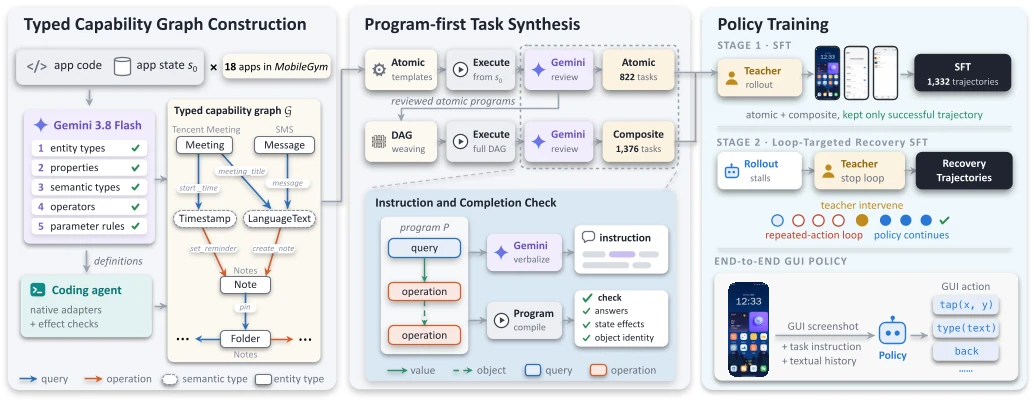 Typed Capability Graph Construction
</> app code
app state s0
× 18 apps in MobileGym
Gemini 3.8 Flash
1 entity types ✓
2 properties ✓
3 semantic types ✓
4 operators ✓
5 parameter rules ✓
definitions
Coding agent
native adapters
+ effect checks
Typed capability graph G
Tencent Meeting
SMS
Meeting
Message
meeting_title
start_time
message
Timestamp
LanguageText
set_reminder
create_note
Notes
Note
pin
... Folder ...
Notes
query
operation
semantic type
entity type
Program-first Task Synthesis
Atomic
templates
Execute
from s0
Gemini
review
Atomic
822 tasks
reviewed atomic programs
DAG
weaving
Execute
full DAG
Gemini
review
Composite
1,376 tasks
Instruction and Completion Check
program P
query
operation
operation
Gemini
verbalize
instruction
Program
compile
✓ check
✓ answers
✓ state effects
✓ object identity
value
object
query
operation
Policy Training
STAGE 1 · SFT
Teacher
rollout
12:33
SFT
1,332 trajectories
atomic + composite, kept only successful trajectory
STAGE 2 · Loop-Targeted Recovery SFT
Rollout
stalls
Teacher
stop loop
Recovery
Trajectories
teacher intervene
repeated-action loop
policy continues
END-to-END GUI POLICY
12:33
GUI screenshot
+ task instruction
+ textual history
Policy
GUI action
tap(x, y)
type(text)
back
......